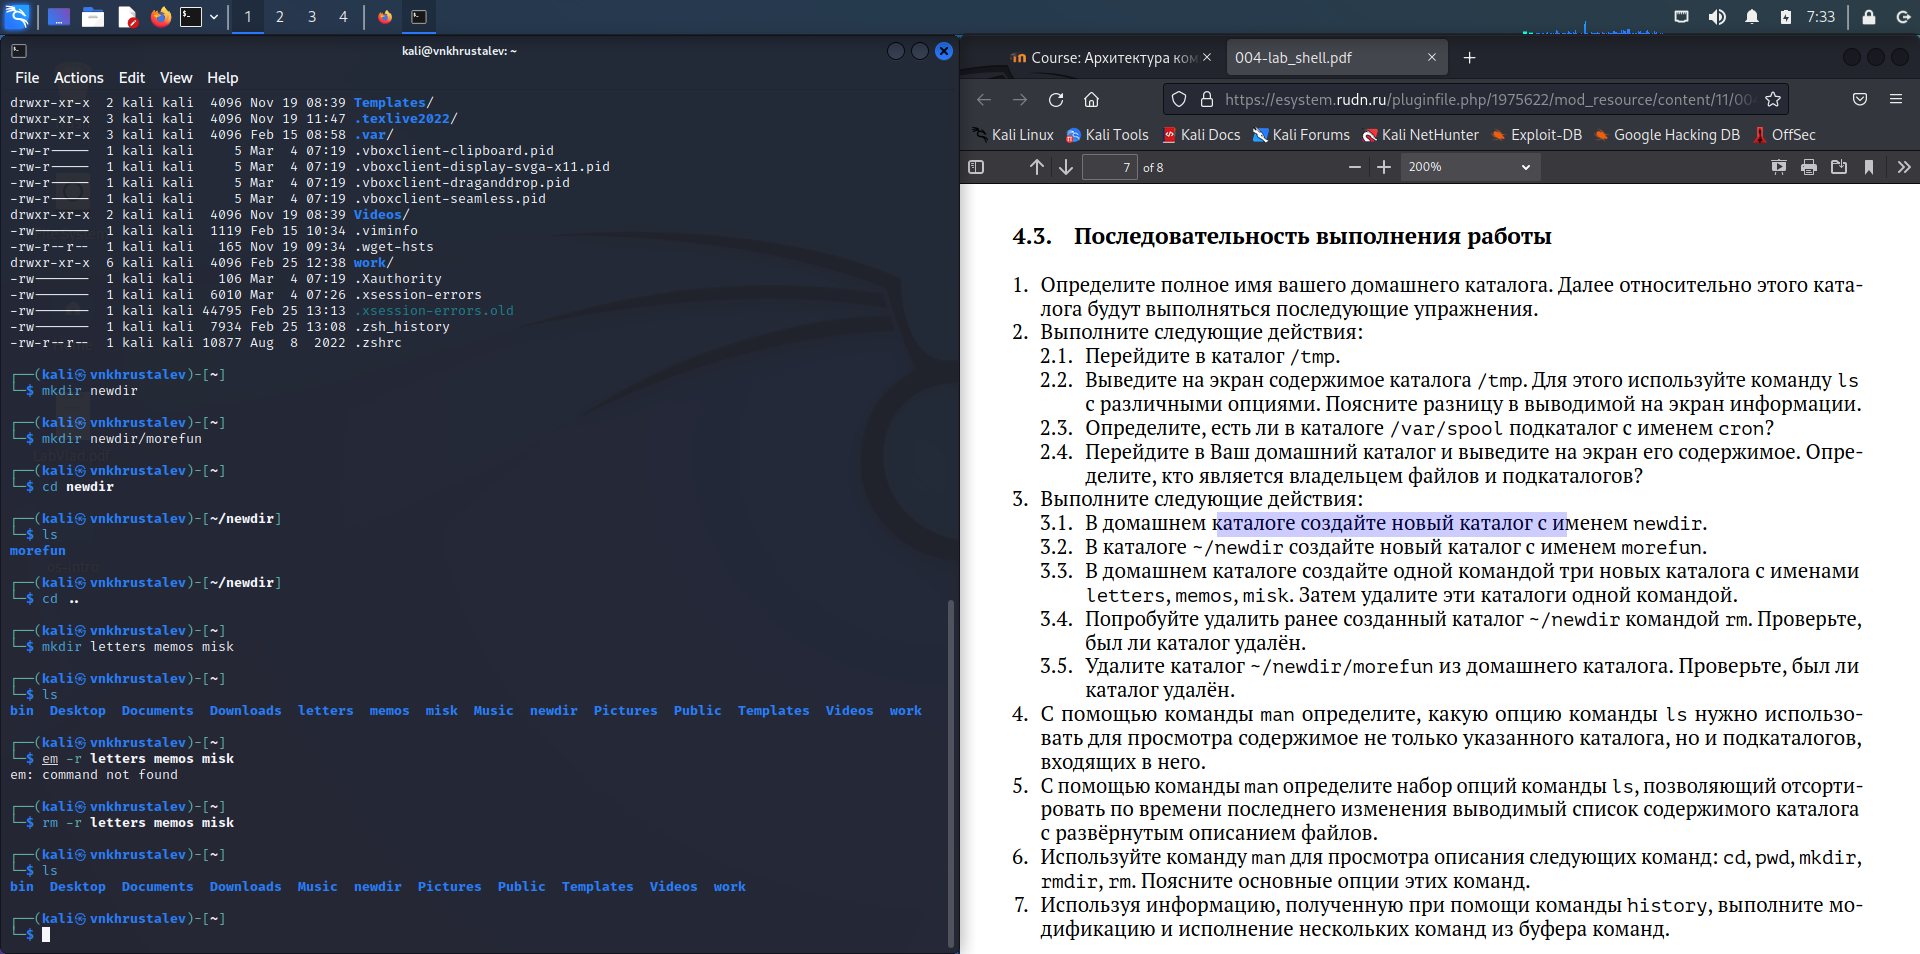 1 2 3 4 7:33
kali@vnkhrustalev: ~
File Actions Edit View Help
drwxr-xr-x 2 kali kali 4096 Nov 19 08:39 Templates/
drwxr-xr-x 3 kali kali 4096 Nov 19 11:47 .texlive2022/
drwxr-xr-x 3 kali kali 4096 Feb 15 08:58 .var/
-rw-r----- 1 kali kali 5 Mar 4 07:19 .vboxclient-clipboard.pid
-rw-r----- 1 kali kali 5 Mar 4 07:19 .vboxclient-display-svga-x11.pid
-rw-r----- 1 kali kali 5 Mar 4 07:19 .vboxclient-draganddrop.pid
-rw-r----- 1 kali kali 5 Mar 4 07:19 .vboxclient-seamless.pid
drwxr-xr-x 2 kali kali 4096 Nov 19 08:39 Videos/
-rw------- 1 kali kali 1119 Feb 15 10:34 .viminfo
-rw-r--r-- 1 kali kali 165 Nov 19 09:34 .wget-hsts
drwxr-xr-x 6 kali kali 4096 Feb 25 12:38 work/
-rw------- 1 kali kali 106 Mar 4 07:19 .Xauthority
-rw------- 1 kali kali 6010 Mar 4 07:26 .xsession-errors
-rw------- 1 kali kali 44795 Feb 25 13:13 .xsession-errors.old
-rw------- 1 kali kali 7934 Feb 25 13:08 .zsh_history
-rw-r--r-- 1 kali kali 10877 Aug 8 2022 .zshrc
┌──(kali㉿vnkhrustalev)-[~]
└─$ mkdir newdir
┌──(kali㉿vnkhrustalev)-[~]
└─$ mkdir newdir/morefun
┌──(kali㉿vnkhrustalev)-[~]
└─$ cd newdir
┌──(kali㉿vnkhrustalev)-[~/newdir]
└─$ ls
morefun
┌──(kali㉿vnkhrustalev)-[~/newdir]
└─$ cd ..
┌──(kali㉿vnkhrustalev)-[~]
└─$ mkdir letters memos misk
┌──(kali㉿vnkhrustalev)-[~]
└─$ ls
bin Desktop Documents Downloads letters memos misk Music newdir Pictures Public Templates Videos work
┌──(kali㉿vnkhrustalev)-[~]
└─$ em -r letters memos misk
em: command not found
┌──(kali㉿vnkhrustalev)-[~]
└─$ rm -r letters memos misk
┌──(kali㉿vnkhrustalev)-[~]
└─$ ls
bin Desktop Documents Downloads Music newdir Pictures Public Templates Videos work
┌──(kali㉿vnkhrustalev)-[~]
└─$
Course: Архитектура ком
004-lab_shell.pdf
https://esystem.rudn.ru/pluginfile.php/1975622/mod_resource/content/11/00
Kali Linux Kali Tools Kali Docs Kali Forums Kali NetHunter Exploit-DB Google Hacking DB OffSec
7 of 8 200%
4.3. Последовательность выполнения работы
1. Определите полное имя вашего домашнего каталога. Далее относительно этого ката-
лога будут выполняться последующие упражнения.
2. Выполните следующие действия:
2.1. Перейдите в каталог /tmp.
2.2. Выведите на экран содержимое каталога /tmp. Для этого используйте команду ls
с различными опциями. Поясните разницу в выводимой на экран информации.
2.3. Определите, есть ли в каталоге /var/spool подкаталог с именем cron?
2.4. Перейдите в Ваш домашний каталог и выведите на экран его содержимое. Опре-
делите, кто является владельцем файлов и подкаталогов?
3. Выполните следующие действия:
3.1. В домашнем каталоге создайте новый каталог с именем newdir.
3.2. В каталоге ~/newdir создайте новый каталог с именем morefun.
3.3. В домашнем каталоге создайте одной командой три новых каталога с именами
letters, memos, misk. Затем удалите эти каталоги одной командой.
3.4. Попробуйте удалить ранее созданный каталог ~/newdir командой rm. Проверьте,
был ли каталог удалён.
3.5. Удалите каталог ~/newdir/morefun из домашнего каталога. Проверьте, был ли
каталог удалён.
4. С помощью команды man определите, какую опцию команды ls нужно использо-
вать для просмотра содержимое не только указанного каталога, но и подкаталогов,
входящих в него.
5. С помощью команды man определите набор опций команды ls, позволяющий отсорти-
ровать по времени последнего изменения выводимый список содержимого каталога
с развёрнутым описанием файлов.
6. Используйте команду man для просмотра описания следующих команд: cd, pwd, mkdir,
rmdir, rm. Поясните основные опции этих команд.
7. Используя информацию, полученную при помощи команды history, выполните мо-
дификацию и исполнение нескольких команд из буфера команд.